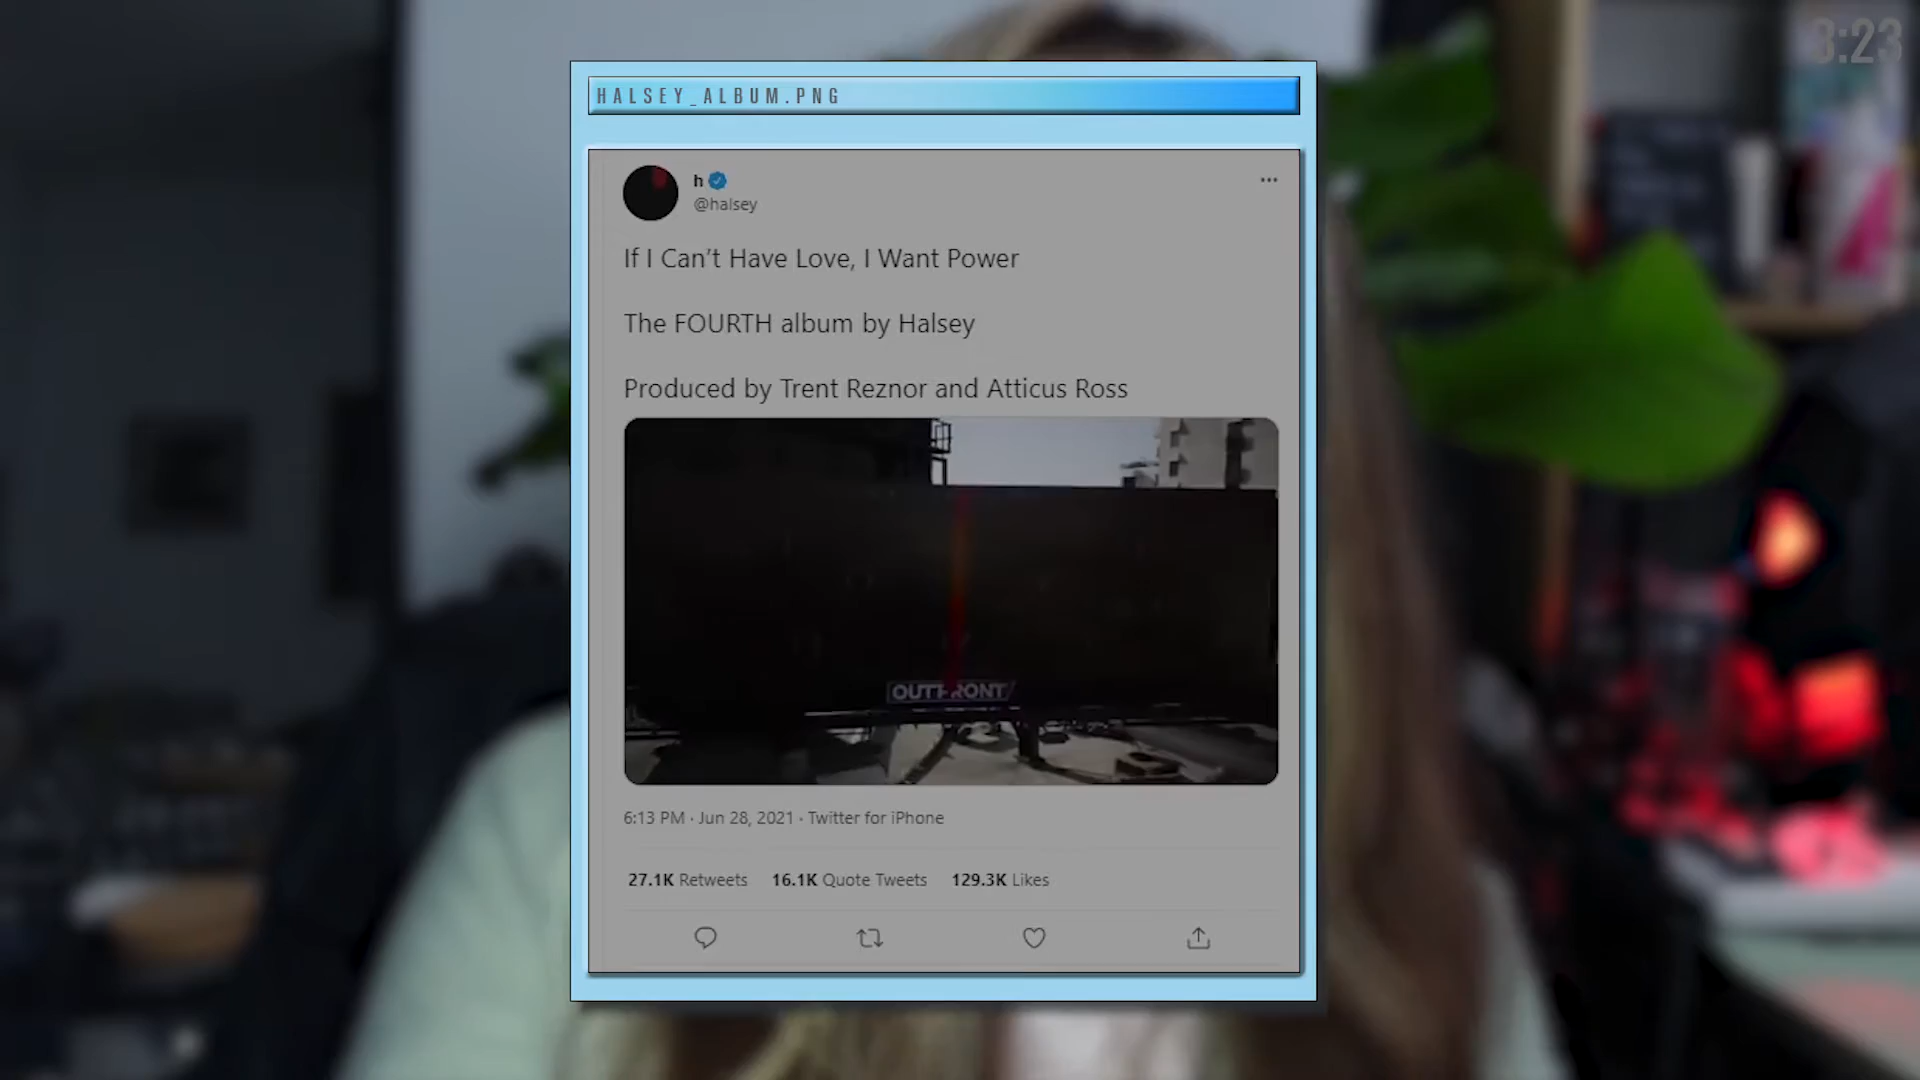 8:23
HALSEY_ALBUM.PNG
h
@halsey
If I Can’t Have Love, I Want Power
The FOURTH album by Halsey
Produced by Trent Reznor and Atticus Ross
OUTFRONT/
6:13 PM · Jun 28, 2021 · Twitter for iPhone
27.1K Retweets 16.1K Quote Tweets 129.3K Likes